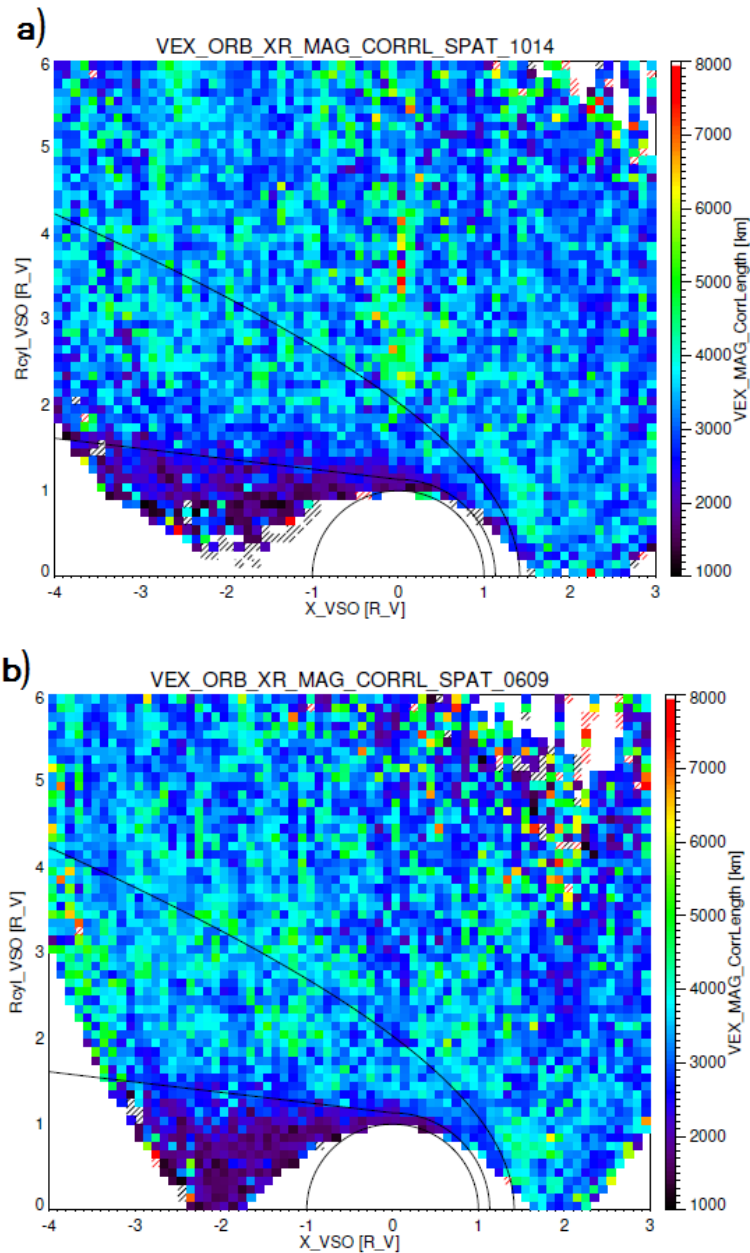 a)
VEX_ORB_XR_MAG_CORRL_SPAT_1014
6
5
4
3
2
1
0
Rcyl_VSO [R_V]
-4 -3 -2 -1 0 1 2 3
X_VSO [R_V]
8000
7000
6000
5000
4000
3000
2000
1000
VEX_MAG_CorrLength [km]
b)
VEX_ORB_XR_MAG_CORRL_SPAT_0609
6
5
4
3
2
1
0
Rcyl_VSO [R_V]
-4 -3 -2 -1 0 1 2 3
X_VSO [R_V]
8000
7000
6000
5000
4000
3000
2000
1000
VEX_MAG_CorrLength [km]